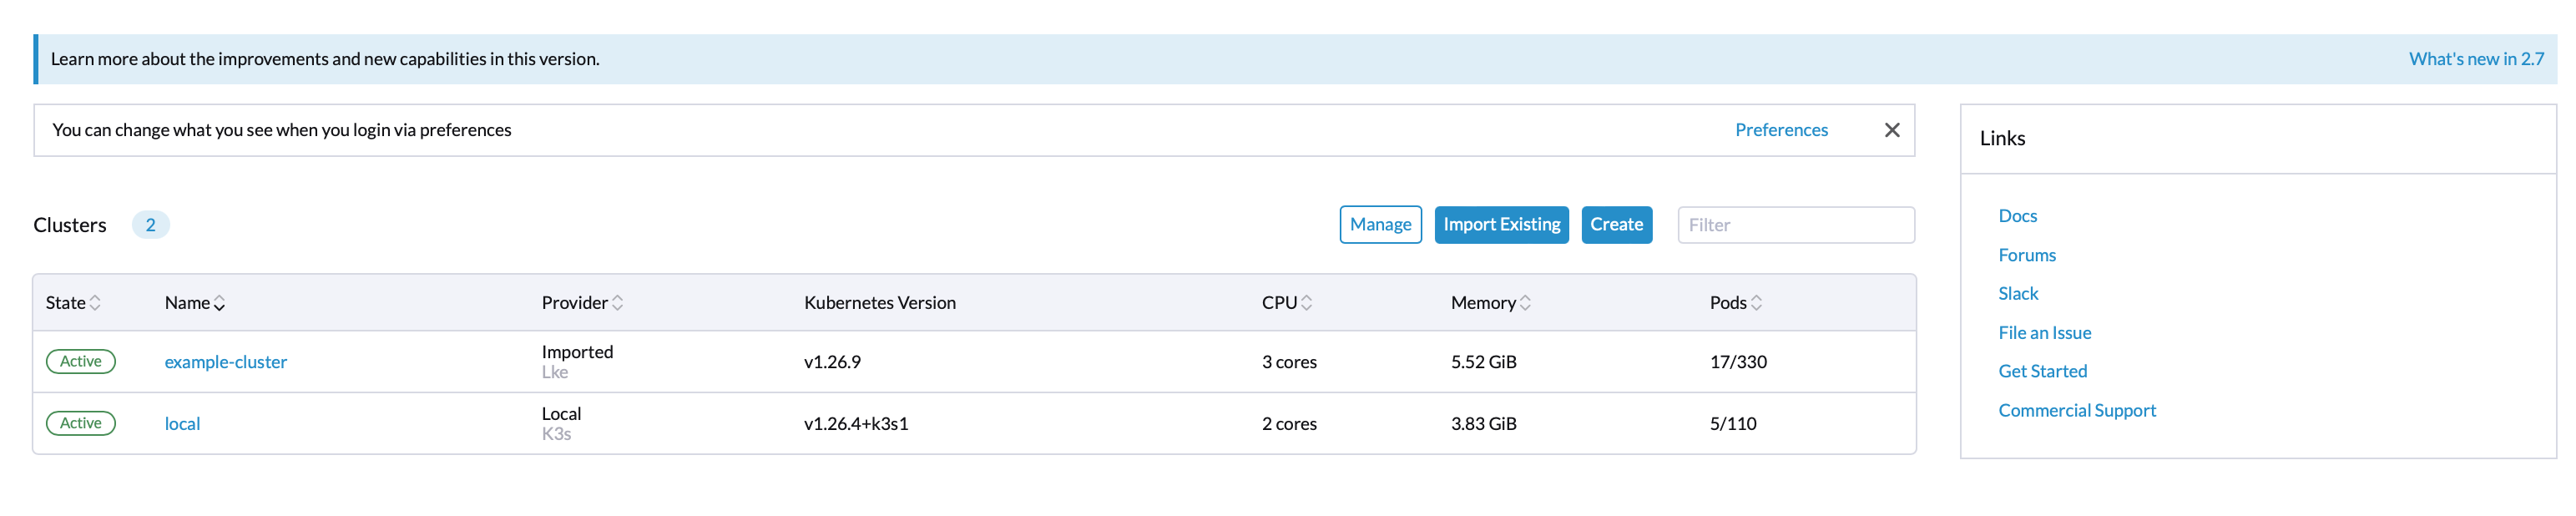 Learn more about the improvements and new capabilities in this version. What's new in 2.7
You can change what you see when you login via preferences Preferences
Clusters 2 Manage Import Existing Create Filter
State Name Provider Kubernetes Version CPU Memory Pods
Active example-cluster Imported Lke v1.26.9 3 cores 5.52 GiB 17/330
Active local Local K3s v1.26.4+k3s1 2 cores 3.83 GiB 5/110
Links
Docs
Forums
Slack
File an Issue
Get Started
Commercial Support